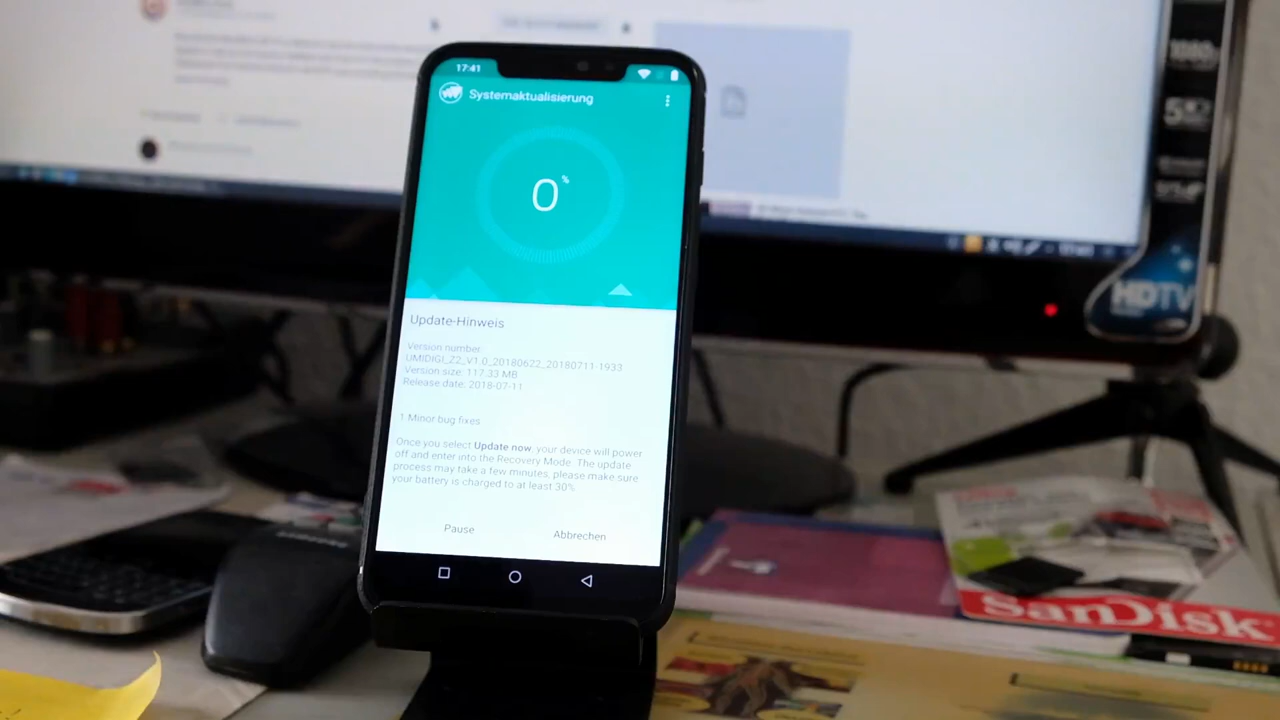 17:41
Systemaktualisierung
0%
Update-Hinweis
Version number:
UMIDIGI_Z2_V1.0_20180622_20180711-1933
Version size: 117.33 MB
Release date: 2018-07-11
1.Minor bug fixes
Once you select Update now, your device will power
off and enter into the Recovery Mode. The update
process may take a few minutes, please make sure
your battery is charged to at least 30%.
Pause
Abbrechen
1080p
HDTV
SanDisk